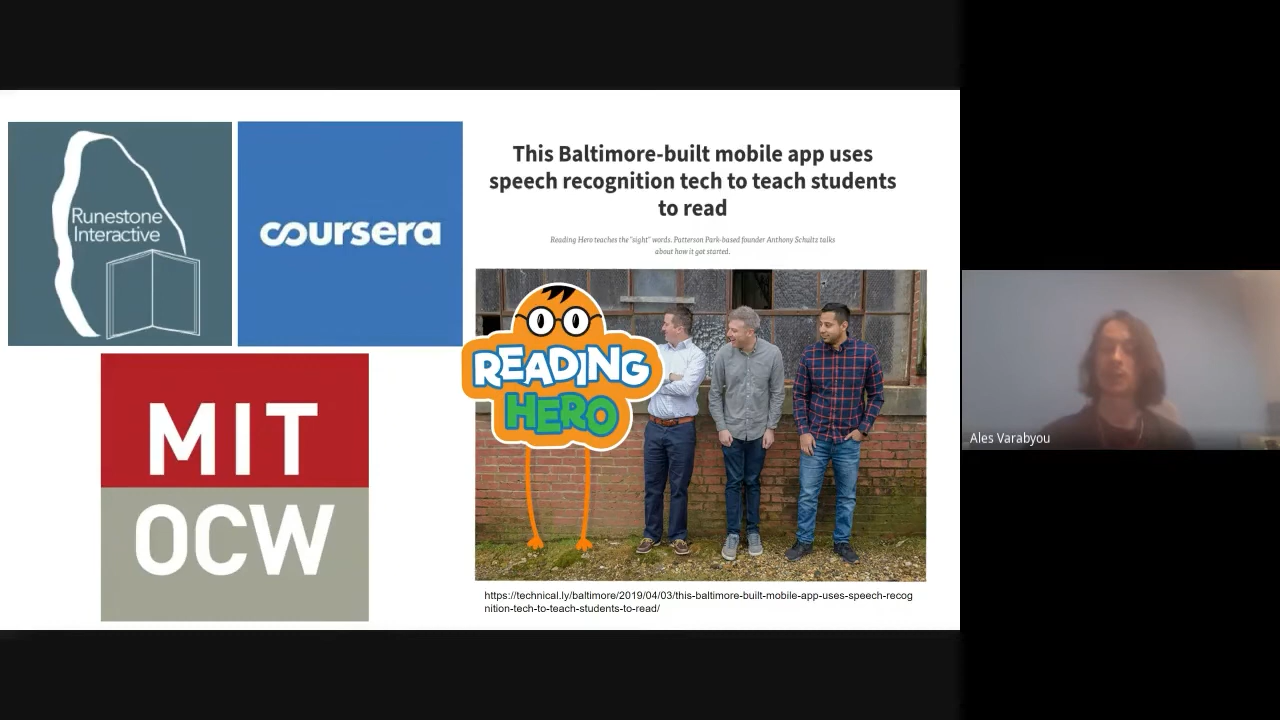 Runestone
Interactive
coursera
This Baltimore-built mobile app uses
speech recognition tech to teach students
to read
Reading Hero teaches the "sight" words. Patterson Park-based founder Anthony Schultz talks
about how it got started.
READING
HERO
MIT
OCW
https://technical.ly/baltimore/2019/04/03/this-baltimore-built-mobile-app-uses-speech-recog
nition-tech-to-teach-students-to-read/
Ales Varabyou